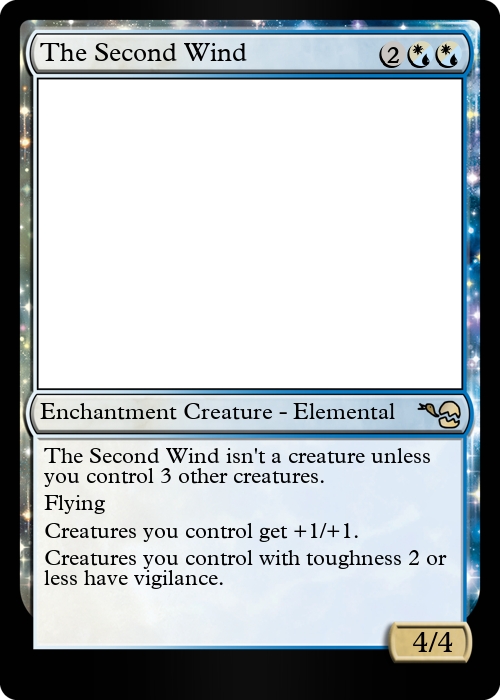 The Second Wind 2
Enchantment Creature - Elemental
The Second Wind isn't a creature unless
you control 3 other creatures.
Flying
Creatures you control get +1/+1.
Creatures you control with toughness 2 or
less have vigilance.
4/4